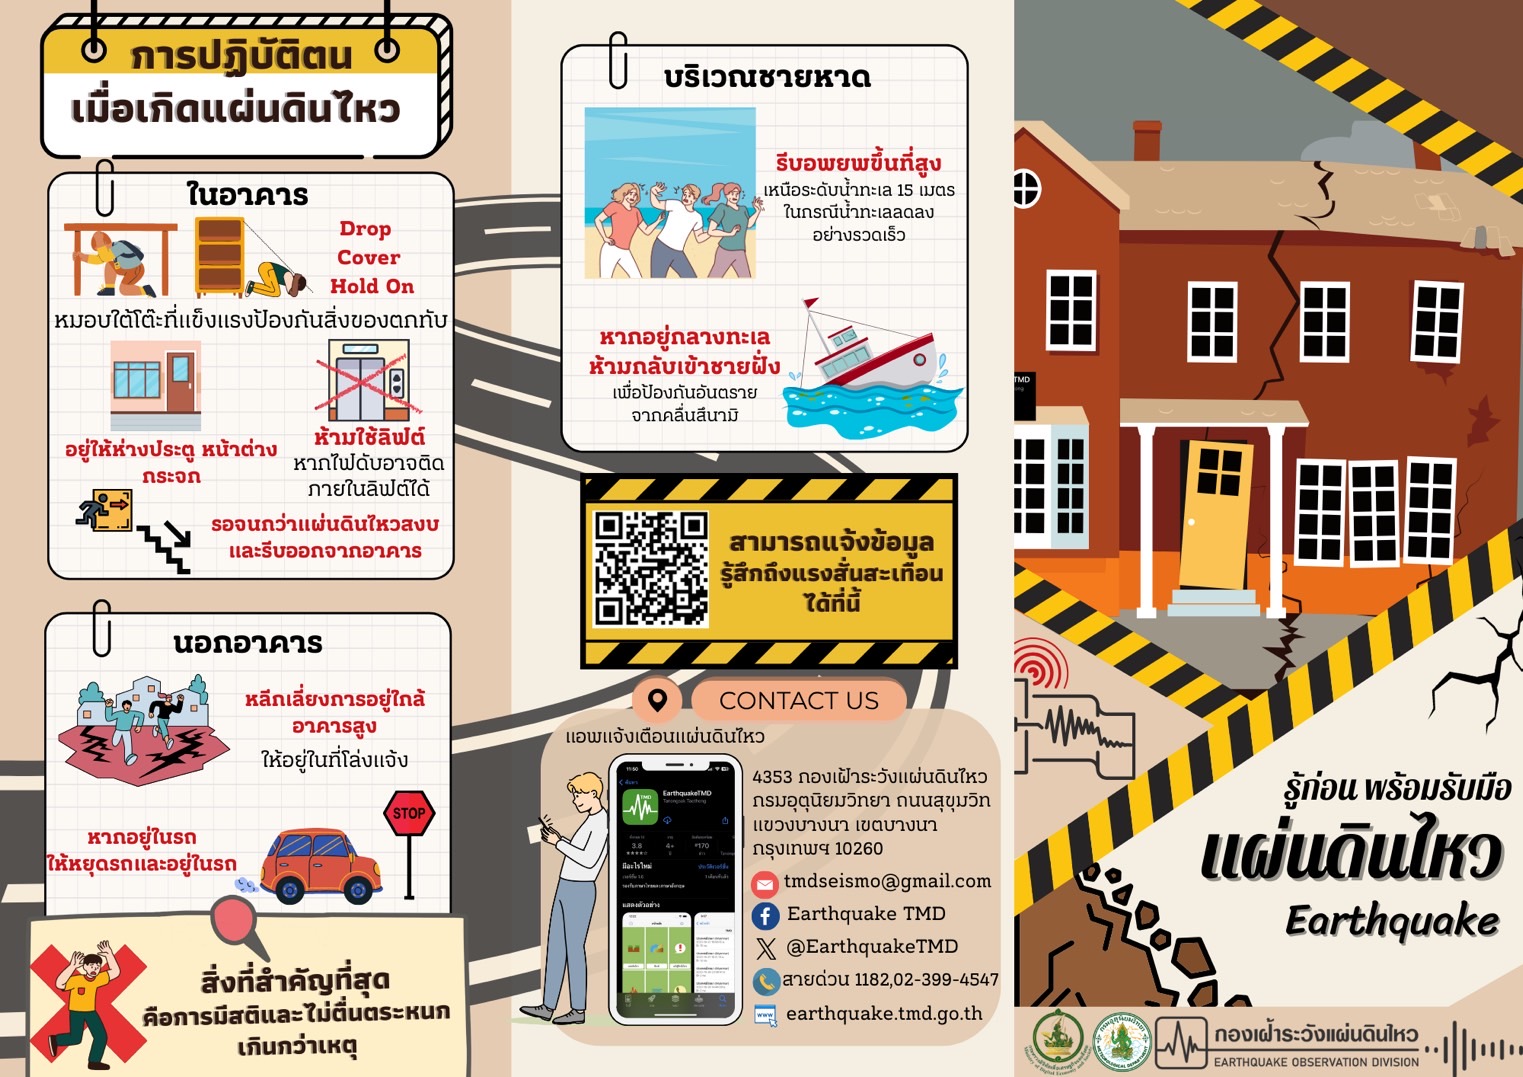 การปฏิบัติตน
เมื่อเกิดแผ่นดินไหว
ในอาคาร
Drop
Cover
Hold On
หมอบใต้โต๊ะที่แข็งแรงป้องกันสิ่งของตกทับ
อยู่ให้ห่างประตู หน้าต่าง
กระจก
ห้ามใช้ลิฟต์
หากไฟดับอาจติด
ภายในลิฟต์ได้
รอจนกว่าแผ่นดินไหวสงบ
และรีบออกจากอาคาร
นอกอาคาร
หลีกเลี่ยงการอยู่ใกล้
อาคารสูง
ให้อยู่ในที่โล่งแจ้ง
หากอยู่ในรถ
ให้หยุดรถและอยู่ในรถ
STOP
สิ่งที่สำคัญที่สุด
คือการมีสติและไม่ตื่นตระหนก
เกินกว่าเหตุ
บริเวณชายหาด
รีบอพยพขึ้นที่สูง
เหนือระดับน้ำทะเล 15 เมตร
ในกรณีน้ำทะเลลดลง
อย่างรวดเร็ว
หากอยู่กลางทะเล
ห้ามกลับเข้าชายฝั่ง
เพื่อป้องกันอันตราย
จากคลื่นสึนามิ
สามารถแจ้งข้อมูล
รู้สึกถึงแรงสั่นสะเทือน
ได้ที่นี่
CONTACT US
แอพแจ้งเตือนแผ่นดินไหว
11:50
TMD
EarthquakeTMD
3.8
4+
มีอะไรใหม่
แสดงตัวอย่าง
4353 กองเฝ้าระวังแผ่นดินไหว
กรมอุตุนิยมวิทยา ถนนสุขุมวิท
แขวงบางนา เขตบางนา
กรุงเทพฯ 10260
tmdseismo@gmail.com
Earthquake TMD
@EarthquakeTMD
สายด่วน 1182,02-399-4547
www
earthquake.tmd.go.th
TMD
รู้ก่อน พร้อมรับมือ
แผ่นดินไหว
Earthquake
กองเฝ้าระวังแผ่นดินไหว
EARTHQUAKE OBSERVATION DIVISION